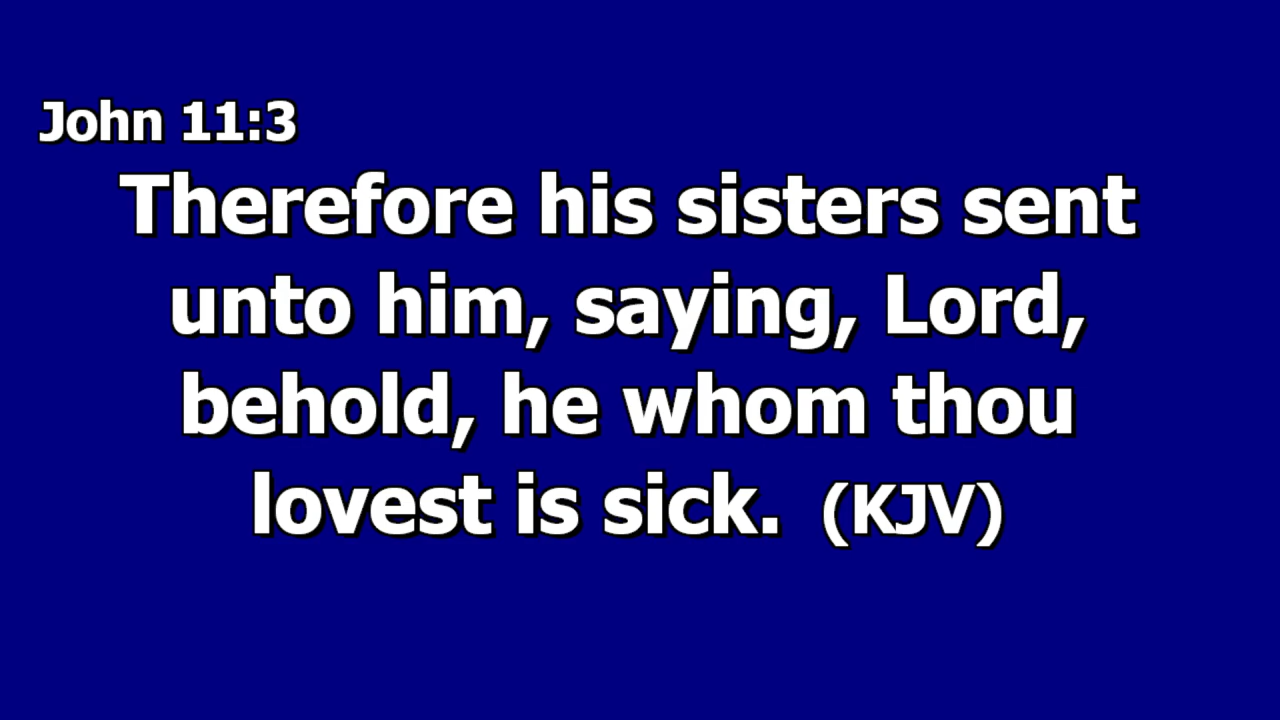 John 11:3
Therefore his sisters sent
unto him, saying, Lord,
behold, he whom thou
lovest is sick. (KJV)